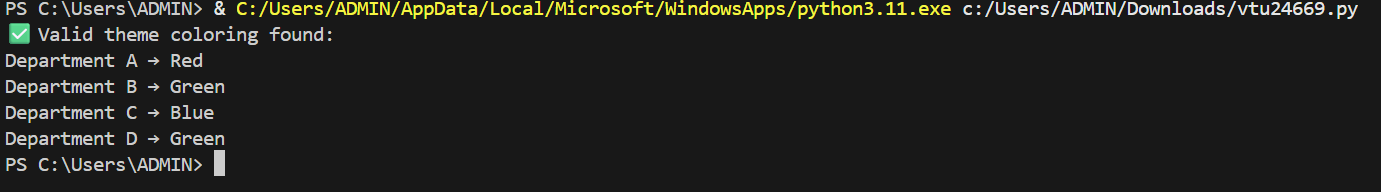 PS C:\Users\ADMIN> & C:/Users/ADMIN/AppData/Local/Microsoft/WindowsApps/python3.11.exe c:/Users/ADMIN/Downloads/vtu24669.py
✅ Valid theme coloring found:
Department A → Red
Department B → Green
Department C → Blue
Department D → Green
PS C:\Users\ADMIN>